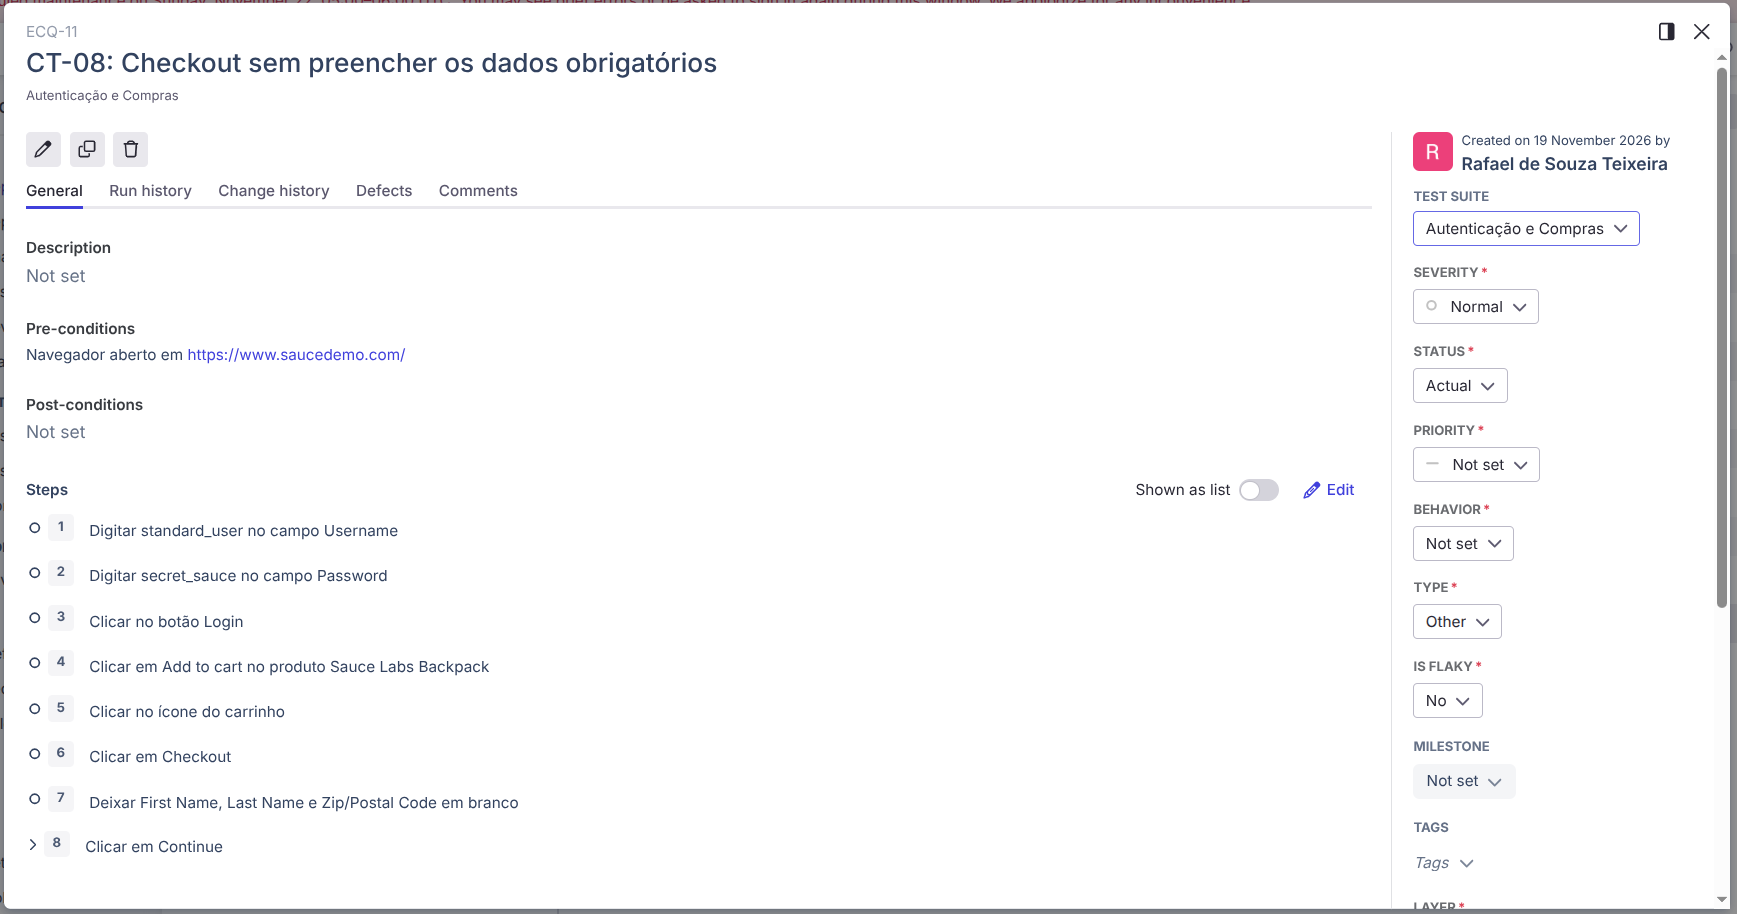 ECQ-11
CT-08: Checkout sem preencher os dados obrigatórios
Autenticação e Compras
General Run history Change history Defects Comments
Description
Not set
Pre-conditions
Navegador aberto em https://www.saucedemo.com/
Post-conditions
Not set
Steps Shown as list Edit
1 Digitar standard_user no campo Username
2 Digitar secret_sauce no campo Password
3 Clicar no botão Login
4 Clicar em Add to cart no produto Sauce Labs Backpack
5 Clicar no ícone do carrinho
6 Clicar em Checkout
7 Deixar First Name, Last Name e Zip/Postal Code em branco
8 Clicar em Continue
R
Created on 19 November 2026 by
Rafael de Souza Teixeira
TEST SUITE
Autenticação e Compras
SEVERITY*
Normal
STATUS*
Actual
PRIORITY*
Not set
BEHAVIOR*
Not set
TYPE*
Other
IS FLAKY*
No
MILESTONE
Not set
TAGS
Tags
LAYER*